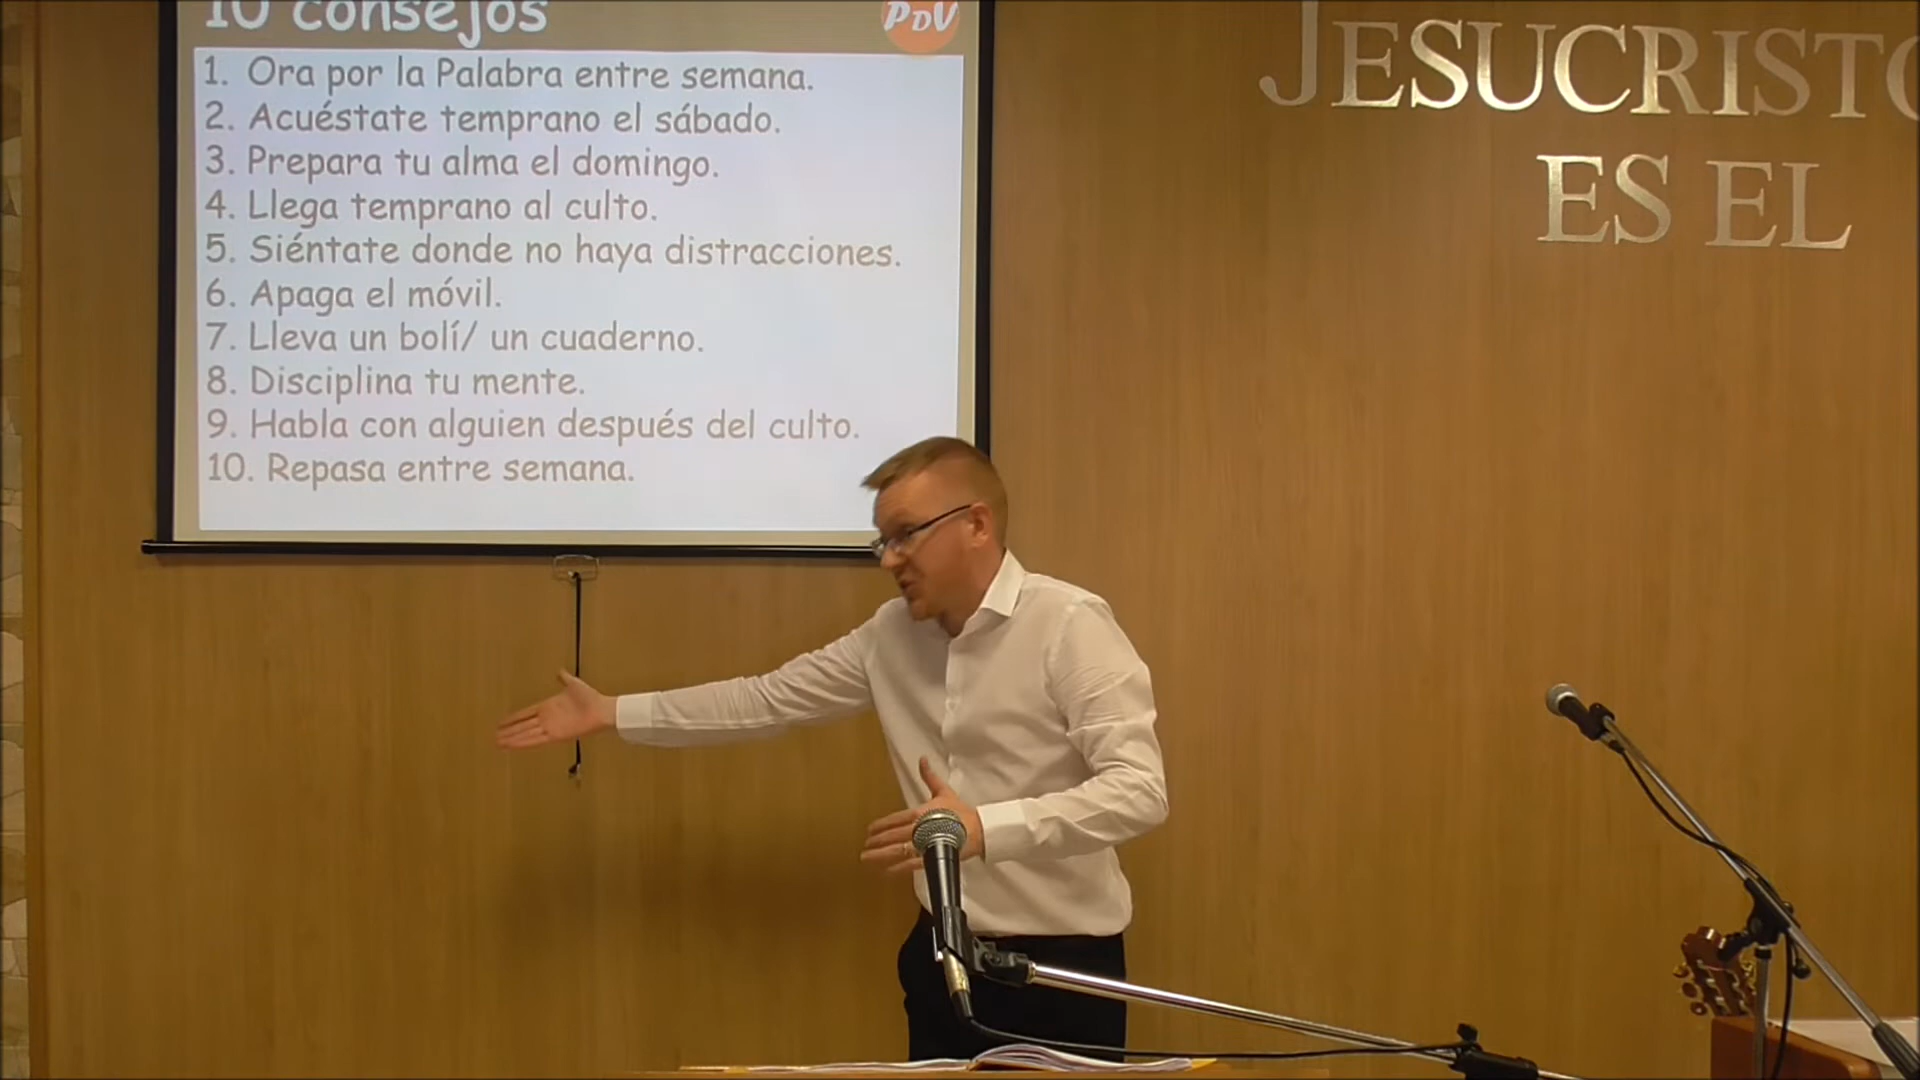 10 consejos
PDV
1. Ora por la Palabra entre semana.
2. Acuéstate temprano el sábado.
3. Prepara tu alma el domingo.
4. Llega temprano al culto.
5. Siéntate donde no haya distracciones.
6. Apaga el móvil.
7. Lleva un bolí/ un cuaderno.
8. Disciplina tu mente.
9. Habla con alguien después del culto.
10. Repasa entre semana.
JESUCRISTO
ES EL